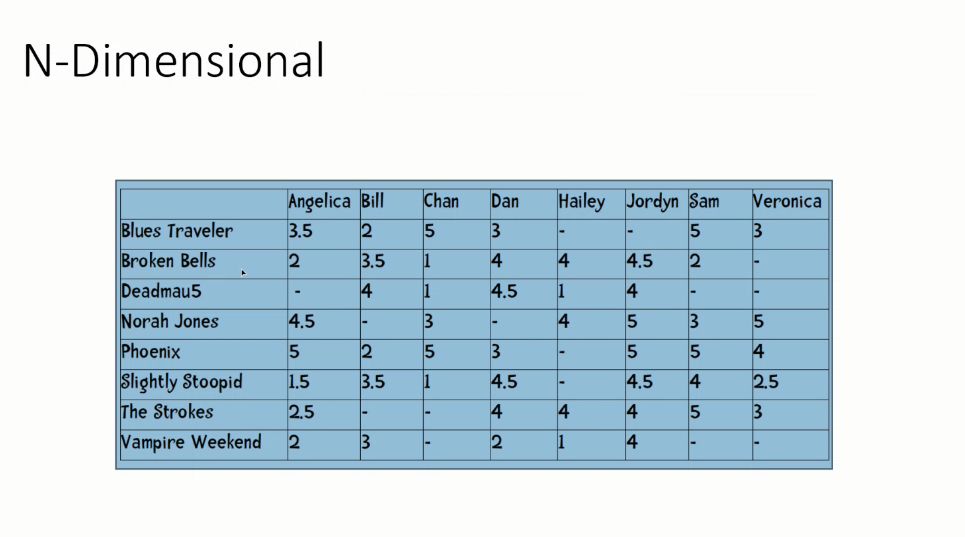 N-Dimensional
Angelica Bill Chan Dan Hailey Jordyn Sam Veronica
Blues Traveler 3.5 2 5 3 - - 5 3
Broken Bells 2 3.5 1 4 4 4.5 2 -
Deadmau5 - 4 1 4.5 1 4 - -
Norah Jones 4.5 - 3 - 4 5 3 5
Phoenix 5 2 5 3 - 5 5 4
Slightly Stoopid 1.5 3.5 1 4.5 - 4.5 4 2.5
The Strokes 2.5 - - 4 4 4 5 3
Vampire Weekend 2 3 - 2 1 4 - -